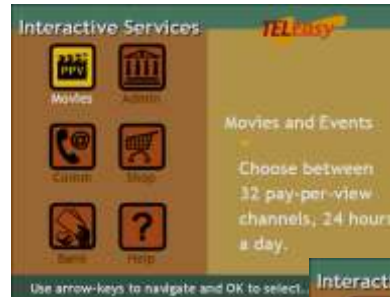 Interactive Services
TELeasy
PPV
Movies
Admin
Comm
Shop
Bank
Help
Movies and Events
Choose between
32 pay-per-view
channels, 24 hours
a day.
Use arrow-keys to navigate and OK to select..
Interacti